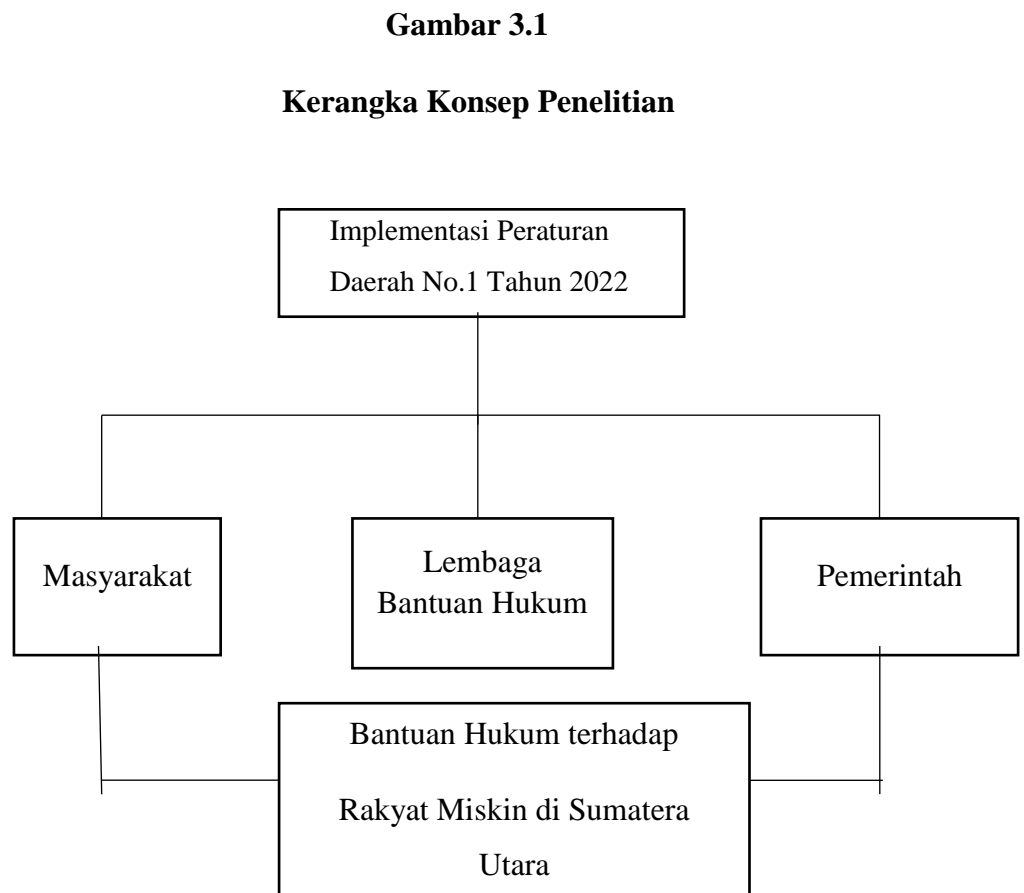 Gambar 3.1
Kerangka Konsep Penelitian
Implementasi Peraturan
Daerah No.1 Tahun 2022
Masyarakat
Lembaga
Bantuan Hukum
Pemerintah
Bantuan Hukum terhadap
Rakyat Miskin di Sumatera
Utara